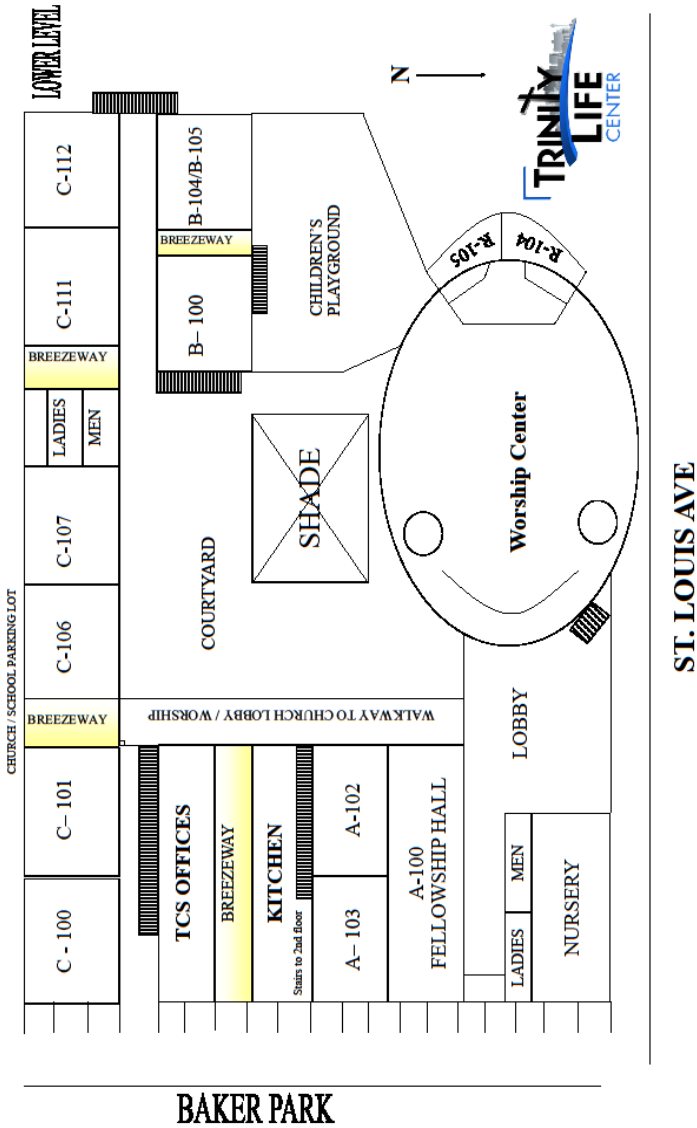 LOWER LEVEL
CHURCH / SCHOOL PARKING LOT
C - 100
C– 101
BREEZEWAY
C-106
C-107
LADIES
MEN
BREEZEWAY
C-111
C-112
TCS OFFICES
BREEZEWAY
KITCHEN
Stairs to 2nd floor
A– 103
A-102
A-100
FELLOWSHIP HALL
WALKWAY TO CHURCH LOBBY / WORSHIP
COURTYARD
SHADE
B– 100
BREEZEWAY
B-104/B-105
CHILDREN'S
PLAYGROUND
LADIES
MEN
NURSERY
LOBBY
Worship Center
R-105
R-104
N
TRINITY
LIFE
CENTER
ST. LOUIS AVE
BAKER PARK